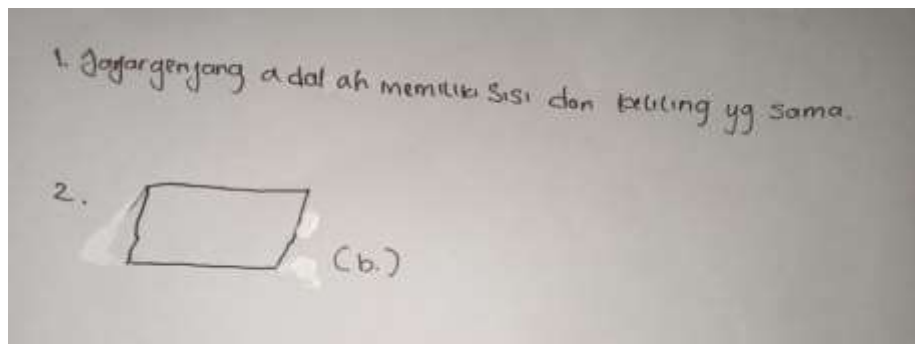 1. Jajargenjang adalah memiliki sisi dan keliling yg sama.
2.
(b.)